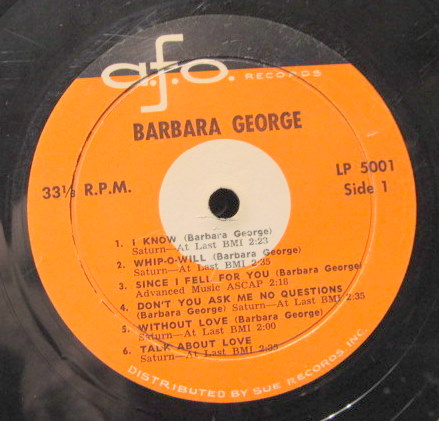 a.f.o. RECORDS
BARBARA GEORGE
33⅓ R.P.M.
LP 5001
Side 1
1. I KNOW (Barbara George)
Saturn—At Last BMI 2:23
2. WHIP-O-WILL (Barbara George)
Saturn—At Last BMI 2:35
3. SINCE I FELL FOR YOU (Barbara George)
Advanced Music ASCAP 2:18
4. DON'T YOU ASK ME NO QUESTIONS
(Barbara George) Saturn—At Last BMI 2:35
5. WITHOUT LOVE (Barbara George)
Saturn—At Last BMI 2:00
6. TALK ABOUT LOVE
Saturn—At Last BMI 2:35
DISTRIBUTED BY SUE RECORDS, INC.